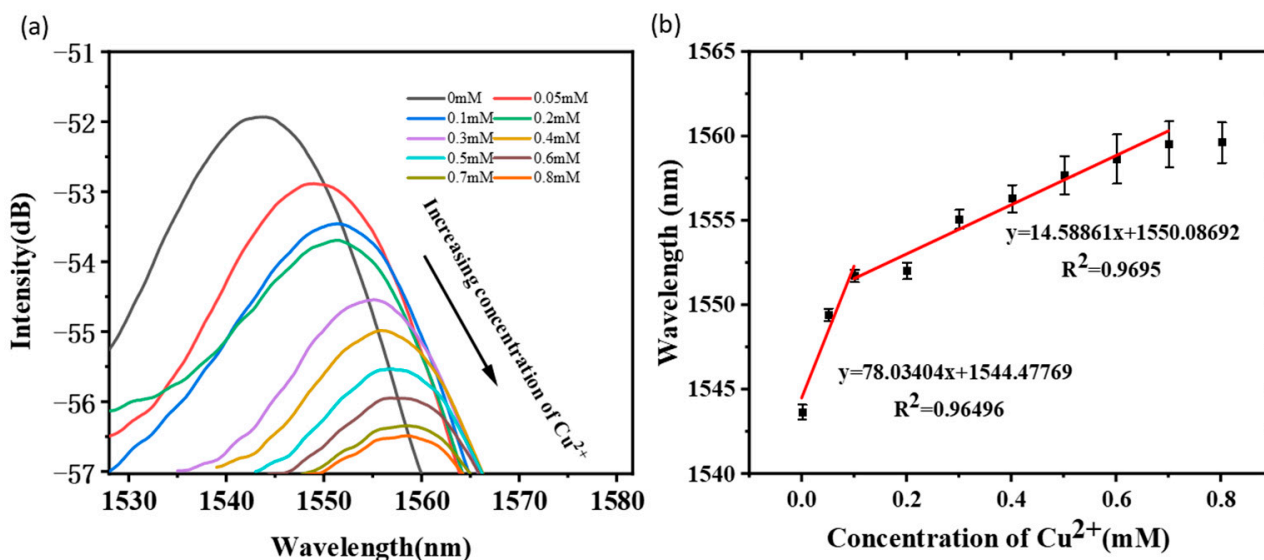 (a)
−51
−52
−53
−54
−55
−56
−57
Intensity(dB)
0mM 0.05mM
0.1mM 0.2mM
0.3mM 0.4mM
0.5mM 0.6mM
0.7mM 0.8mM
Increasing concentration of Cu²⁺
1530 1540 1550 1560 1570 1580
Wavelength(nm)
(b)
1565
1560
1555
1550
1545
1540
Wavelength (nm)
y=14.58861x+1550.08692
R²=0.9695
y=78.03404x+1544.47769
R²=0.96496
0.0 0.2 0.4 0.6 0.8
Concentration of Cu²⁺(mM)